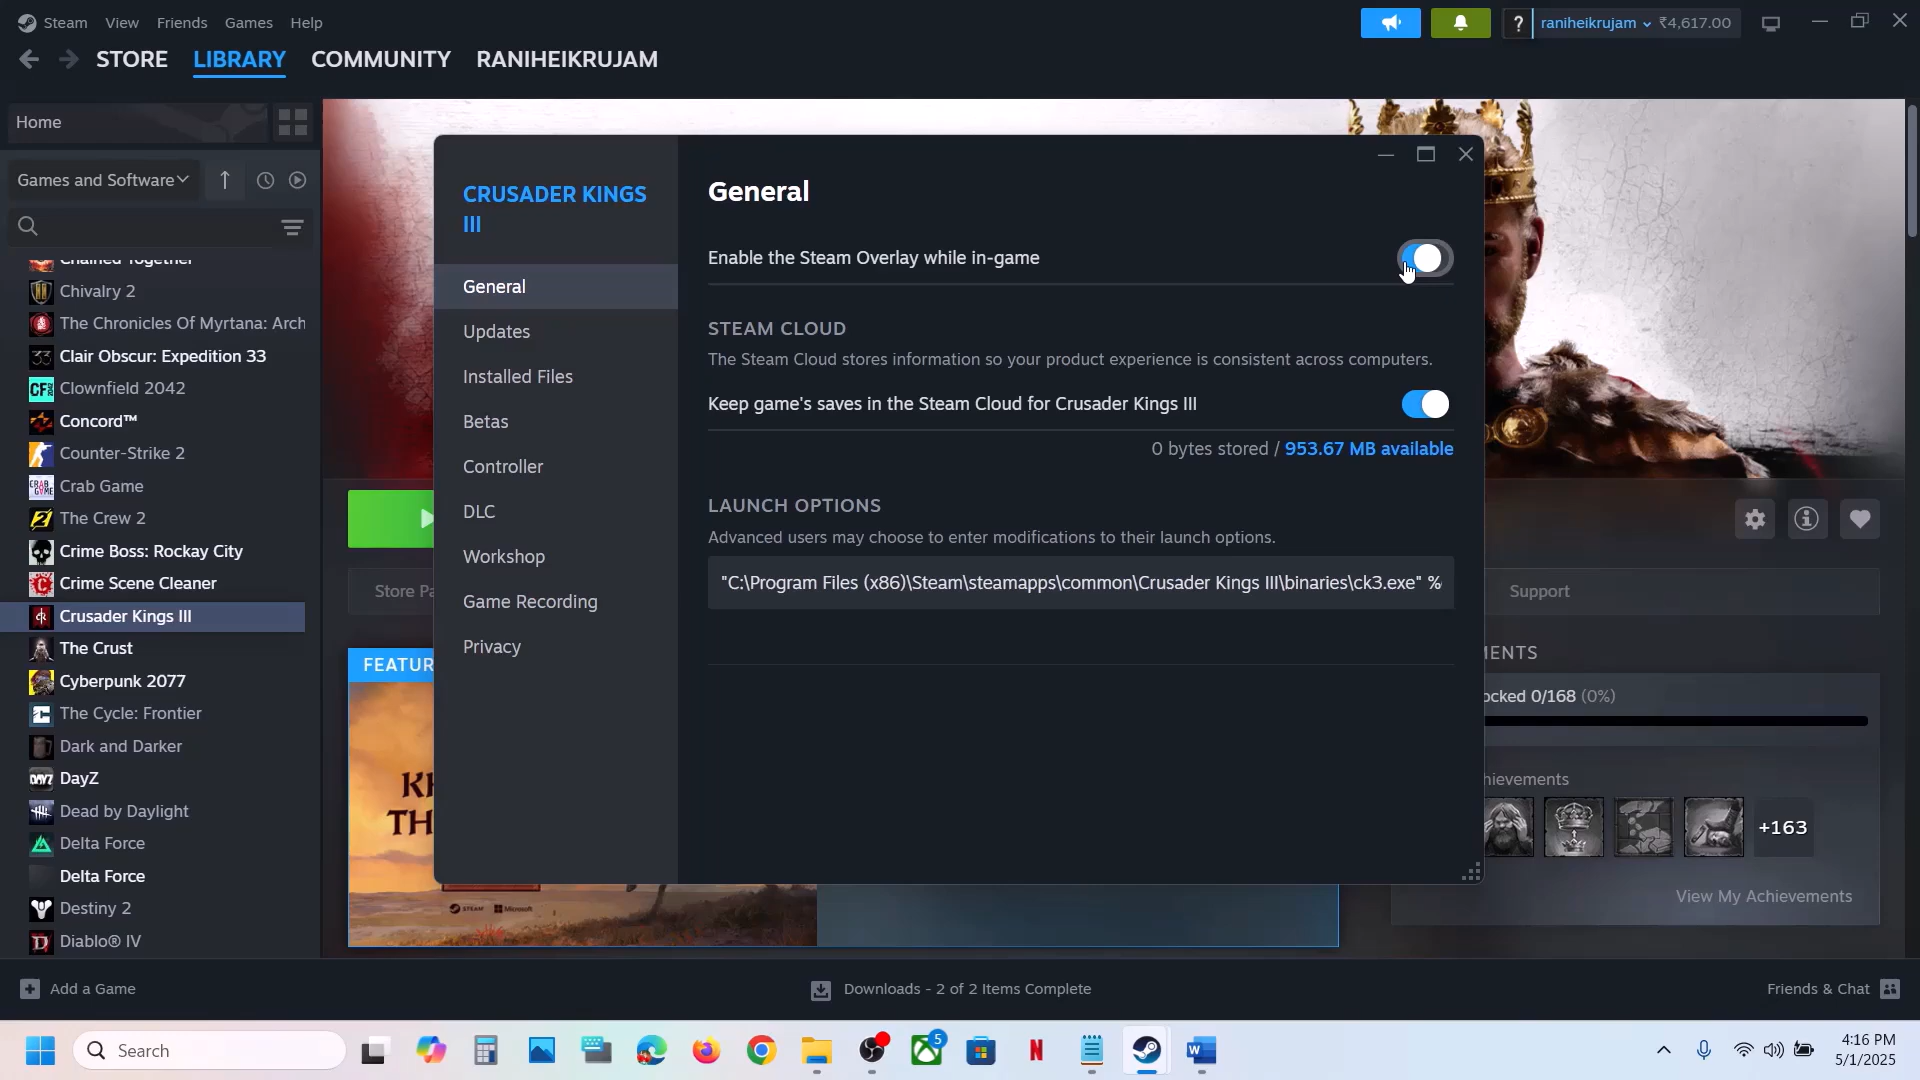 Steam View Friends Games Help
? raniheikrujam ₹4,617.00
STORE LIBRARY COMMUNITY RANIHEIKRUJAM
Home
Games and Software
Chained Together
Chivalry 2
The Chronicles Of Myrtana: Arch
Clair Obscur: Expedition 33
Clownfield 2042
Concord™
Counter-Strike 2
Crab Game
The Crew 2
Crime Boss: Rockay City
Crime Scene Cleaner
Crusader Kings III
The Crust
Cyberpunk 2077
The Cycle: Frontier
Dark and Darker
DayZ
Dead by Daylight
Delta Force
Delta Force
Destiny 2
Diablo® IV
CRUSADER KINGS
III
General
Updates
Installed Files
Betas
Controller
DLC
Workshop
Game Recording
Privacy
General
Enable the Steam Overlay while in-game
STEAM CLOUD
The Steam Cloud stores information so your product experience is consistent across computers.
Keep game's saves in the Steam Cloud for Crusader Kings III
0 bytes stored / 953.67 MB available
LAUNCH OPTIONS
Advanced users may choose to enter modifications to their launch options.
"C:\Program Files (x86)\Steam\steamapps\common\Crusader Kings III\binaries\ck3.exe" %
Store Pa
Support
FEATUR
KH
TH
STEAM Microsoft
MENTS
ocked 0/168 (0%)
hievements
+163
View My Achievements
Add a Game
Downloads - 2 of 2 Items Complete
Friends & Chat
Search
5
4:16 PM
5/1/2025